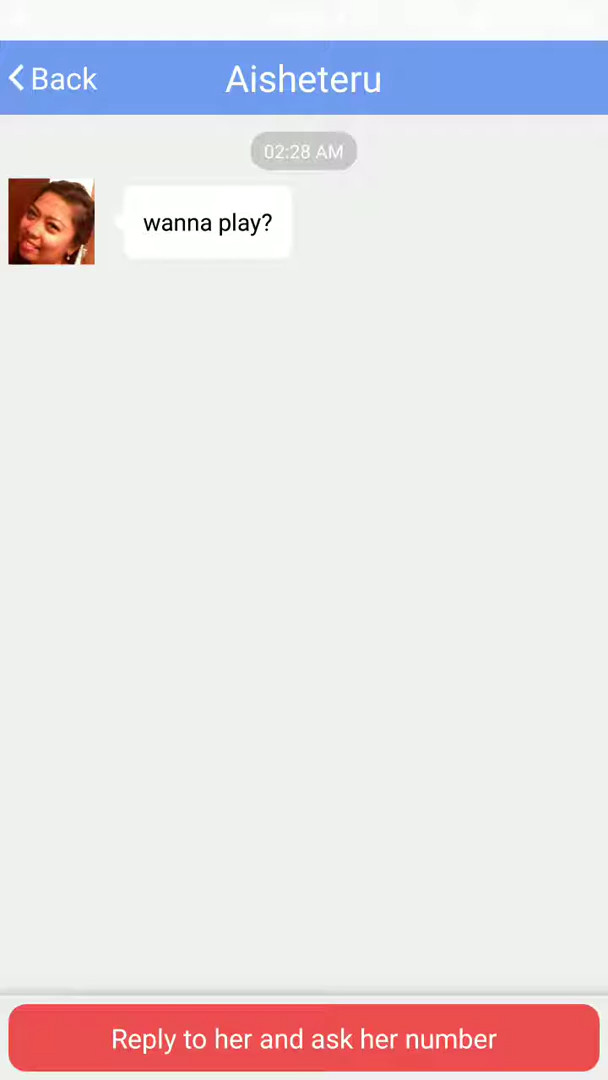 Back
Aisheteru
02:28 AM
wanna play?
Reply to her and ask her number